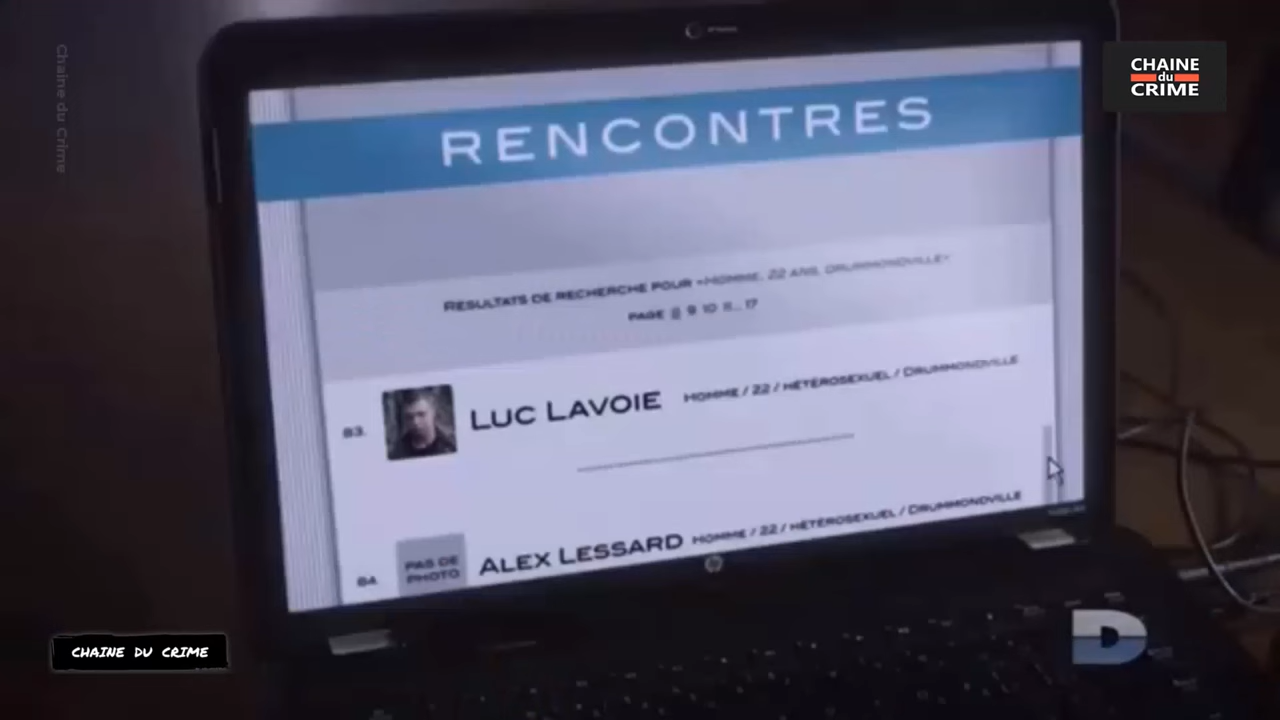 Chaine du Crime
CHAINE
du
CRIME
RENCONTRES
RÉSULTATS DE RECHERCHE POUR «HOMME, 22 ANS, DRUMMONDVILLE»
PAGE 8 9 10 11... 17
83. LUC LAVOIE HOMME / 22 / HÉTÉROSEXUEL / DRUMMONDVILLE
84. PAS DE PHOTO ALEX LESSARD HOMME / 22 / HÉTÉROSEXUEL / DRUMMONDVILLE
hp
D
CHAINE DU CRIME